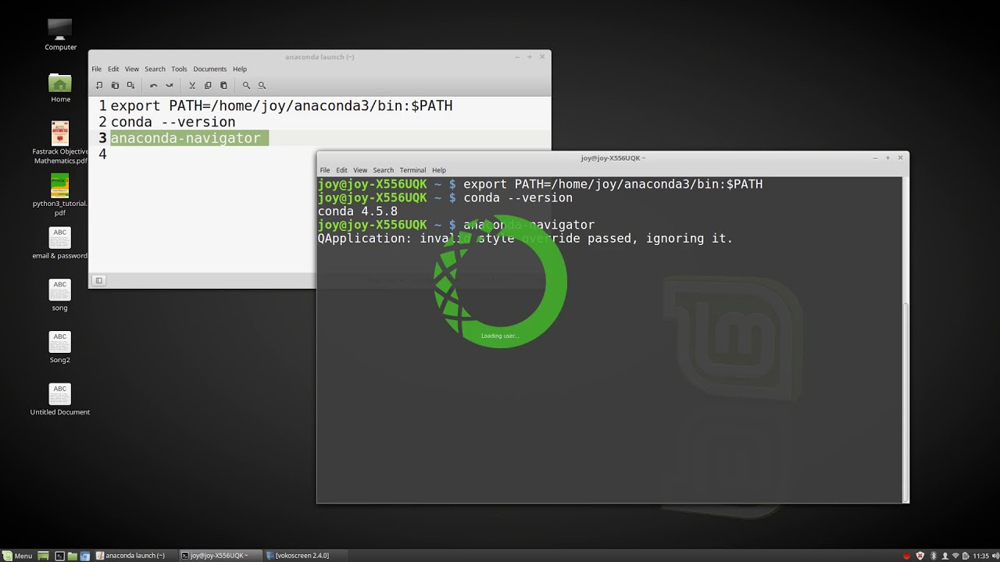 Computer
Home
Fastrack Objective
Mathematics.pdf
python3_tutorial.
pdf
ABC
email & password
ABC
song
ABC
Song2
ABC
Untitled Document
anaconda launch (~)
File Edit View Search Tools Documents Help
1 export PATH=/home/joy/anaconda3/bin:$PATH
2 conda --version
3 anaconda-navigator
4
joy@joy-X556UQK ~
File Edit View Search Terminal Help
joy@joy-X556UQK ~ $ export PATH=/home/joy/anaconda3/bin:$PATH
joy@joy-X556UQK ~ $ conda --version
conda 4.5.8
joy@joy-X556UQK ~ $ anaconda-navigator
QApplication: invalid style override passed, ignoring it.
Loading user...
Menu anaconda launch (~) joy@joy-X556UQK ~ [vokoscreen 2.4.0] 11:35